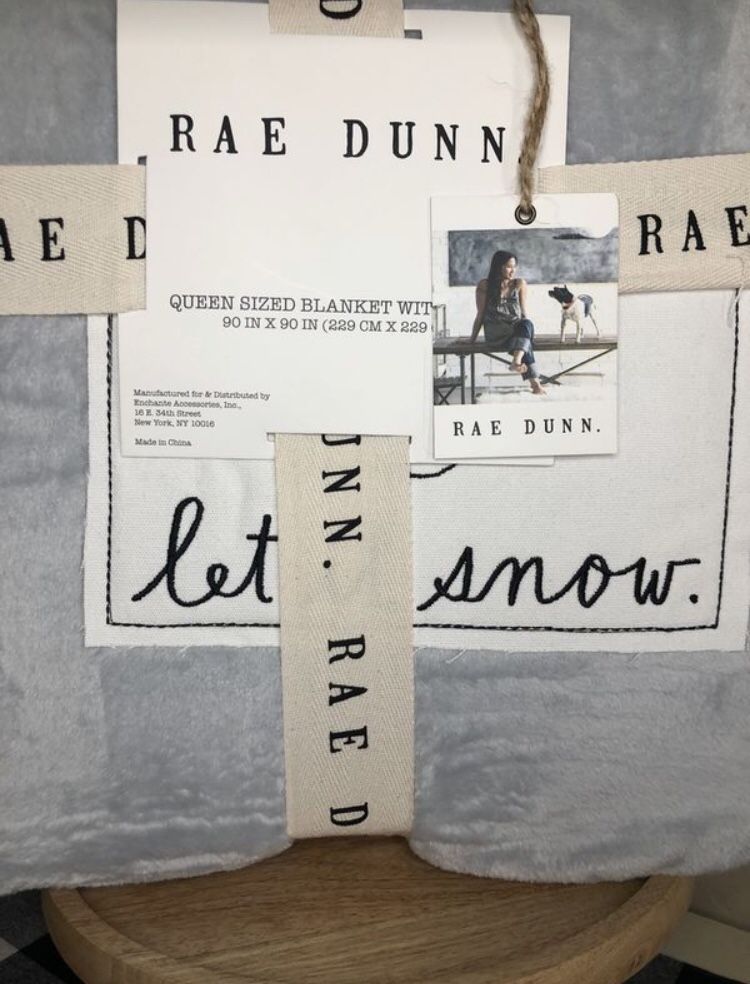 D
RAE DUNN.
AE D
RAE
QUEEN SIZED BLANKET WIT
90 IN X 90 IN (229 CM X 229
Manufactured for & Distributed by
Enchante Accessories, Inc.,
16 E. 34th Street
New York, NY 10016
Made in China
RAE DUNN.
let snow.
UNN. RAE D